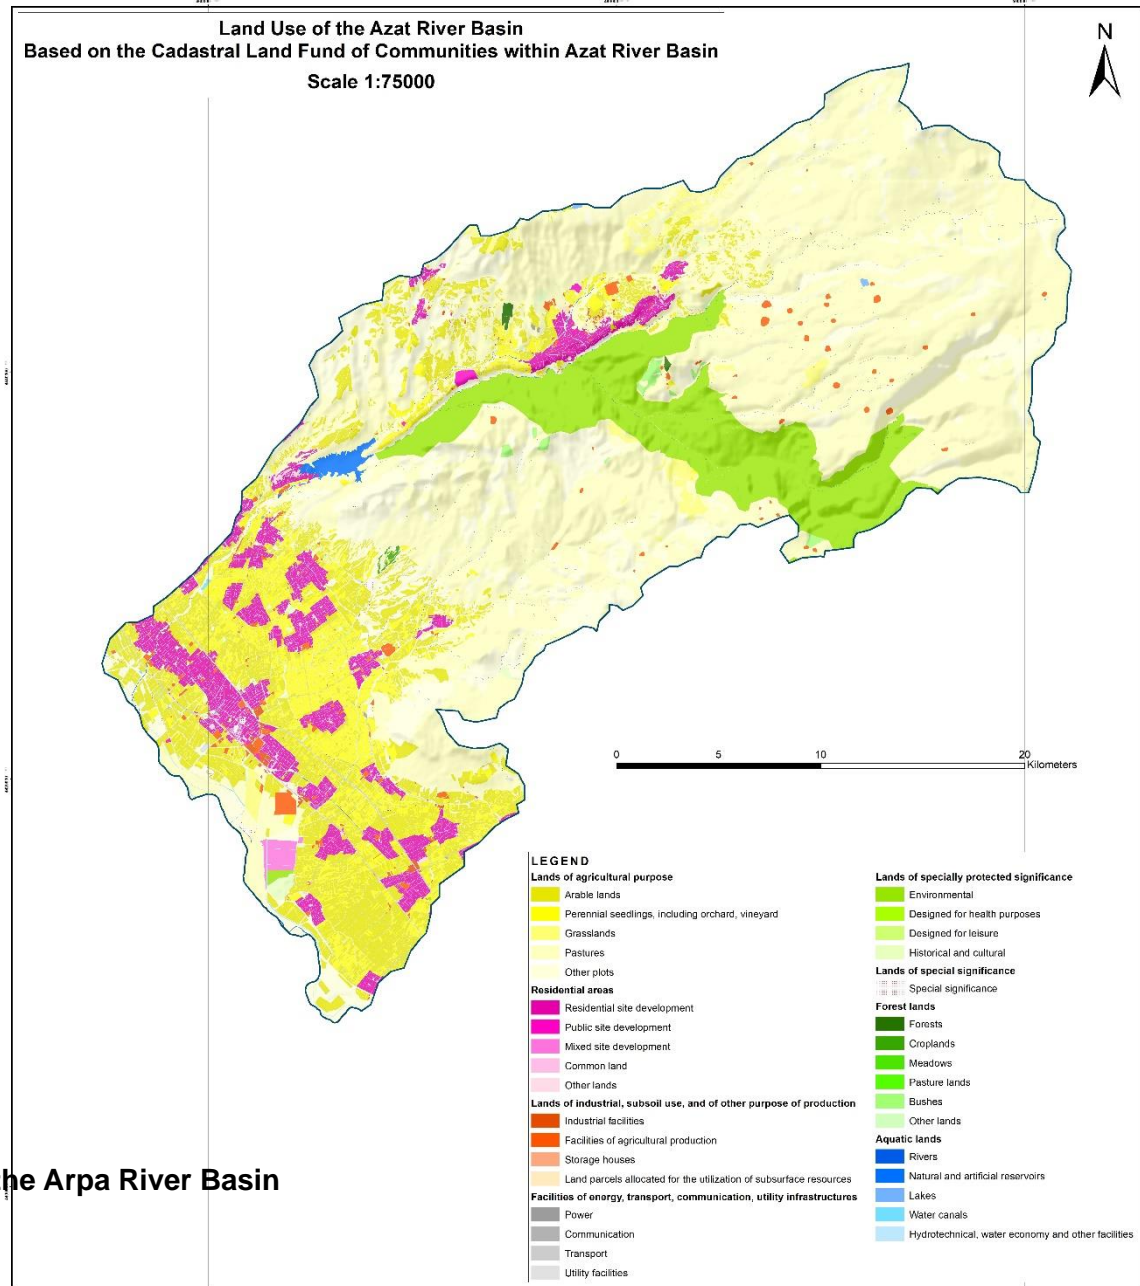 Land Use of the Azat River Basin
Based on the Cadastral Land Fund of Communities within Azat River Basin
Scale 1:75000
N
0 5 10 20
Kilometers
LEGEND
Lands of agricultural purpose
Arable lands
Perennial seedlings, including orchard, vineyard
Grasslands
Pastures
Other plots
Residential areas
Residential site development
Public site development
Mixed site development
Common land
Other lands
Lands of industrial, subsoil use, and of other purpose of production
Industrial facilities
Facilities of agricultural production
Storage houses
Land parcels allocated for the utilization of subsurface resources
Facilities of energy, transport, communication, utility infrastructures
Power
Communication
Transport
Utility facilities
Lands of specially protected significance
Environmental
Designed for health purposes
Designed for leisure
Historical and cultural
Lands of special significance
Special significance
Forest lands
Forests
Croplands
Meadows
Pasture lands
Bushes
Other lands
Aquatic lands
Rivers
Natural and artificial reservoirs
Lakes
Water canals
Hydrotechnical, water economy and other facilities
the Arpa River Basin